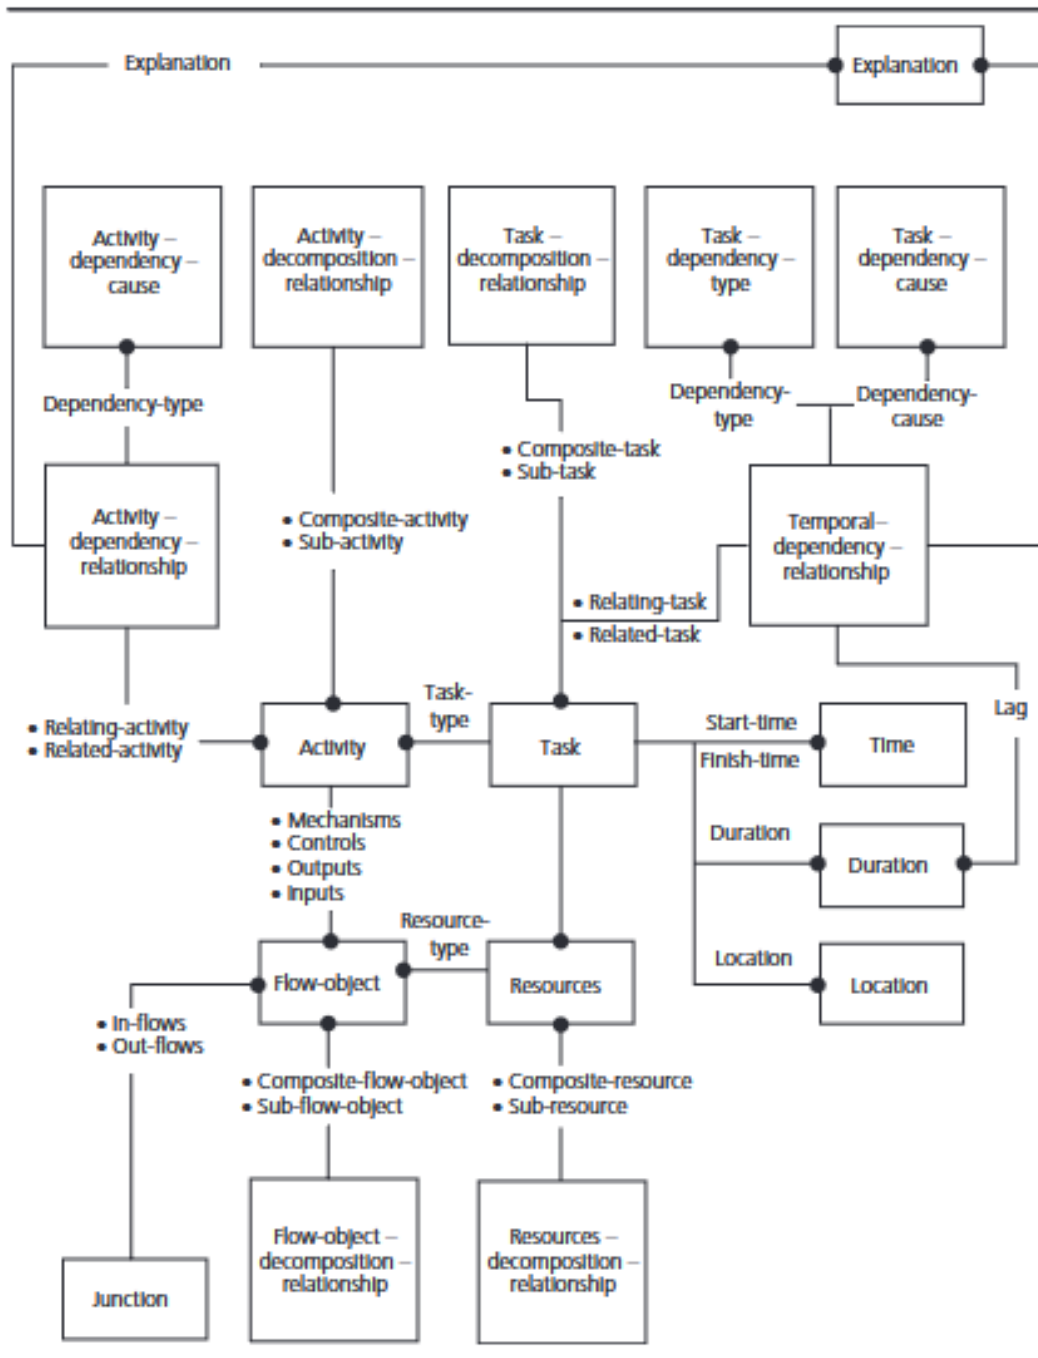 Explanation
Explanation
Activity –
dependency –
cause
Activity –
decomposition –
relationship
Task –
decomposition –
relationship
Task –
dependency –
type
Task –
dependency –
cause
Dependency-type
Dependency-
type
Dependency-
cause
• Composite-task
• Sub-task
Activity –
dependency –
relationship
• Composite-activity
• Sub-activity
Temporal–
dependency –
relationship
• Relating-task
• Related-task
• Relating-activity
• Related-activity
Activity
Task-
type
Task
Start-time
Finish-time
Time
Lag
• Mechanisms
• Controls
• Outputs
• Inputs
Duration
Duration
Resource-
type
Flow-object
Resources
Location
Location
• In-flows
• Out-flows
• Composite-flow-object
• Sub-flow-object
• Composite-resource
• Sub-resource
Flow-object –
decomposition –
relationship
Resources –
decomposition –
relationship
Junction